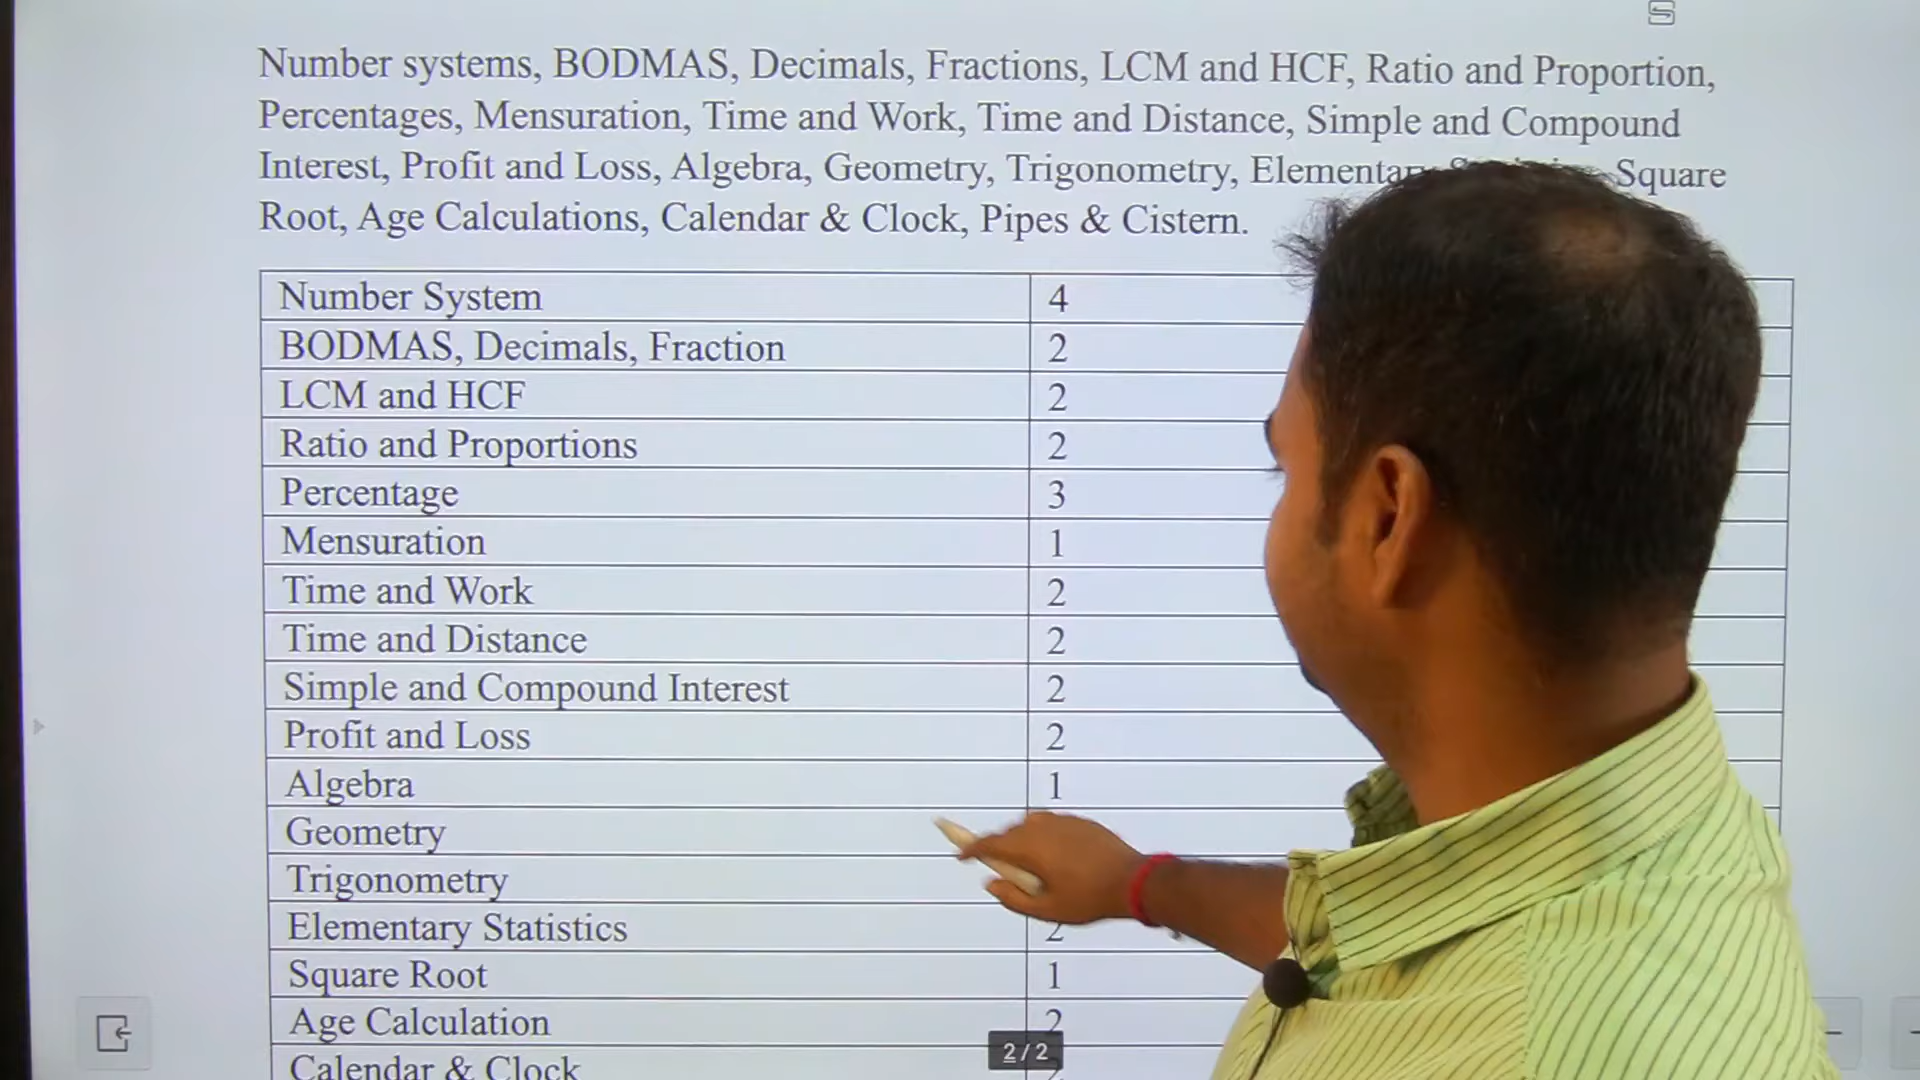 Number systems, BODMAS, Decimals, Fractions, LCM and HCF, Ratio and Proportion,
Percentages, Mensuration, Time and Work, Time and Distance, Simple and Compound
Interest, Profit and Loss, Algebra, Geometry, Trigonometry, Square
Root, Age Calculations, Calendar & Clock, Pipes & Cistern.
Number System 4
BODMAS, Decimals, Fraction 2
LCM and HCF 2
Ratio and Proportions 2
Percentage 3
Mensuration 1
Time and Work 2
Time and Distance 2
Simple and Compound Interest 2
Profit and Loss 2
Algebra 1
Geometry
Trigonometry
Elementary Statistics 2
Square Root 1
Age Calculation 2
Calendar & Clock
2/2